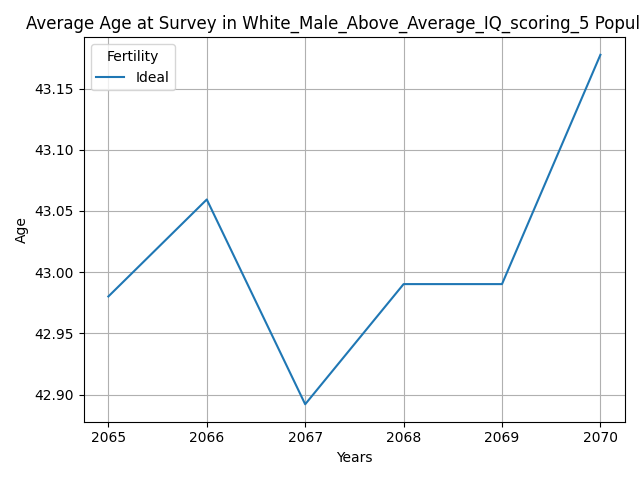 Average Age at Survey in White_Male_Above_Average_IQ_scoring_5 Popul
Fertility
Ideal
43.15
43.10
43.05
43.00
42.95
42.90
Age
2065 2066 2067 2068 2069 2070
Years